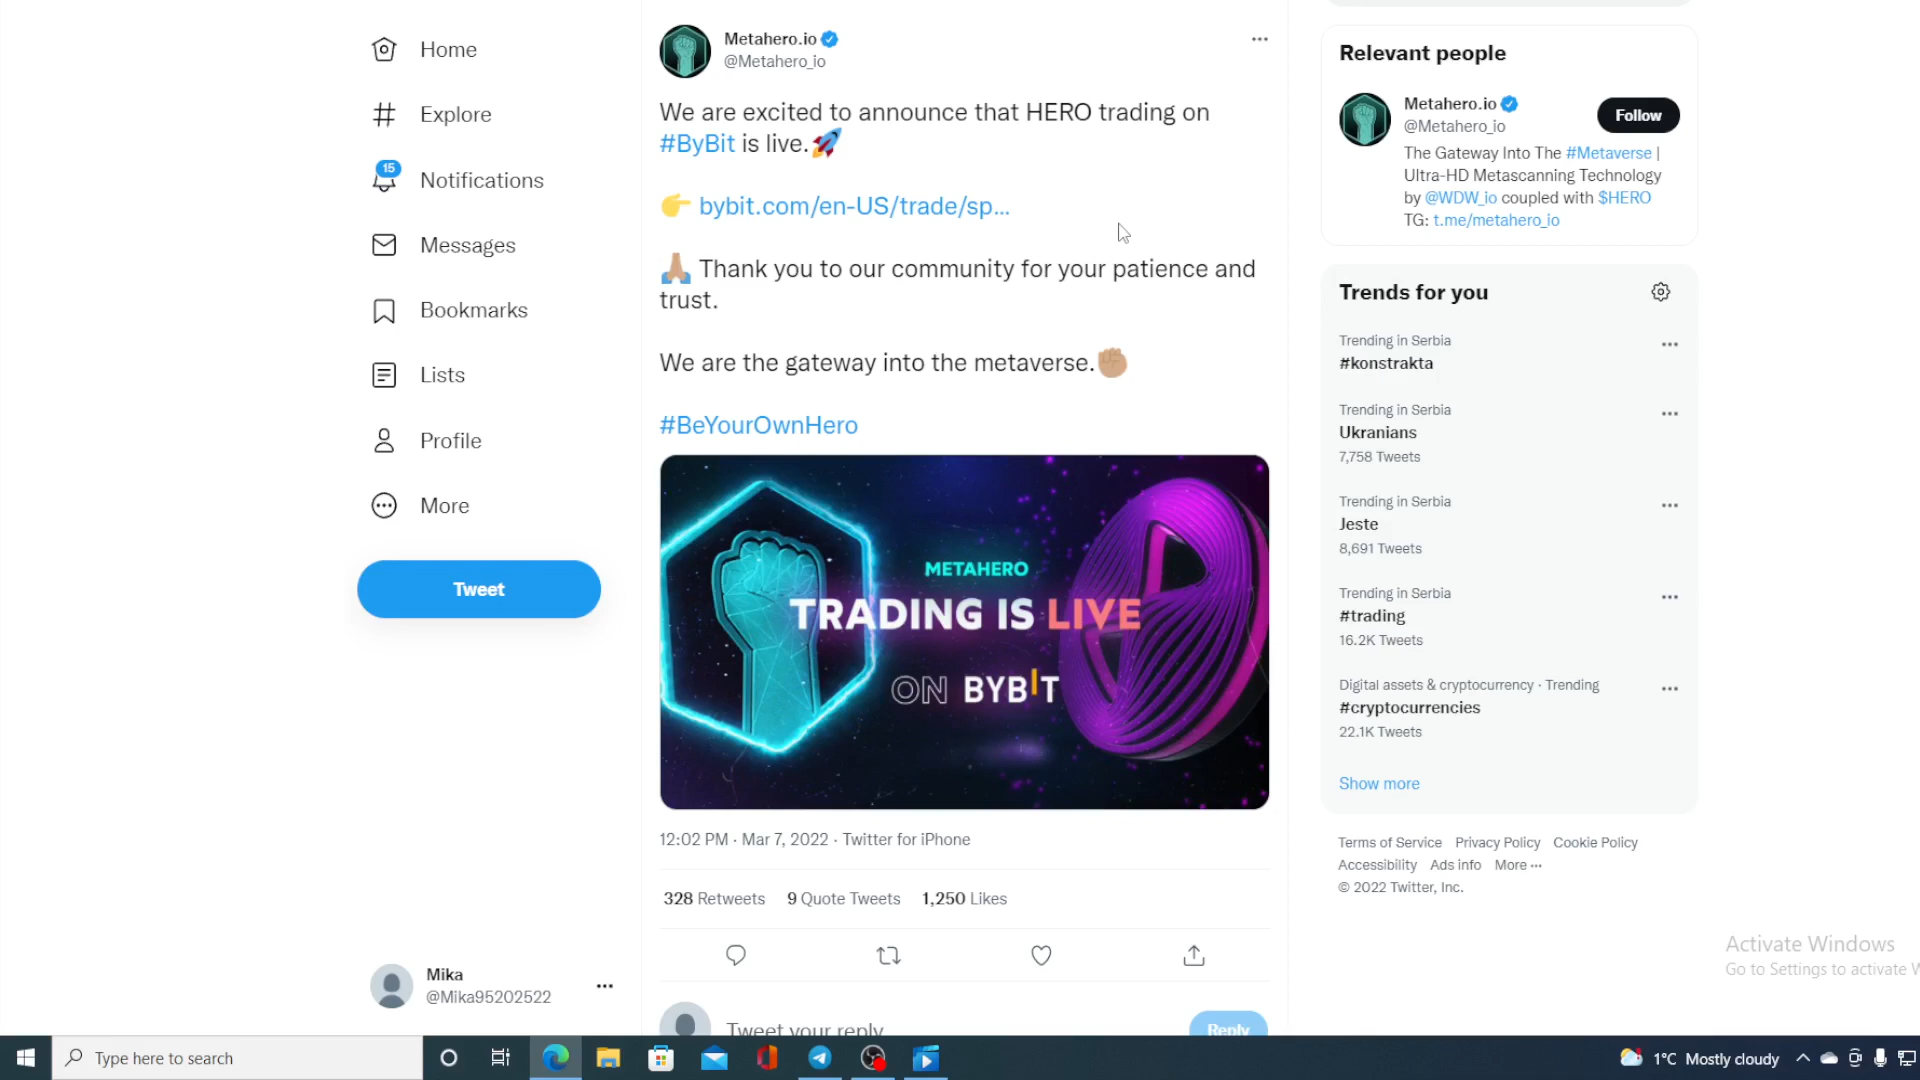 Home
Explore
15
Notifications
Messages
Bookmarks
Lists
Profile
More
Tweet
Mika
@Mika95202522
Metahero.io
@Metahero_io
We are excited to announce that HERO trading on
#ByBit is live.🚀
👉 bybit.com/en-US/trade/sp...
🙏🏼 Thank you to our community for your patience and
trust.
We are the gateway into the metaverse.✊🏼
#BeYourOwnHero
METAHERO
TRADING IS LIVE
ON BYBIT
12:02 PM · Mar 7, 2022 · Twitter for iPhone
328 Retweets 9 Quote Tweets 1,250 Likes
Tweet your reply
Reply
Relevant people
Metahero.io
@Metahero_io
Follow
The Gateway Into The #Metaverse |
Ultra-HD Metascanning Technology
by @WDW_io coupled with $HERO
TG: t.me/metahero_io
Trends for you
Trending in Serbia
#konstrakta
Trending in Serbia
Ukranians
7,758 Tweets
Trending in Serbia
Jeste
8,691 Tweets
Trending in Serbia
#trading
16.2K Tweets
Digital assets & cryptocurrency · Trending
#cryptocurrencies
22.1K Tweets
Show more
Terms of Service Privacy Policy Cookie Policy
Accessibility Ads info More ···
© 2022 Twitter, Inc.
Activate Windows
Go to Settings to activate W
Type here to search
1°C Mostly cloudy